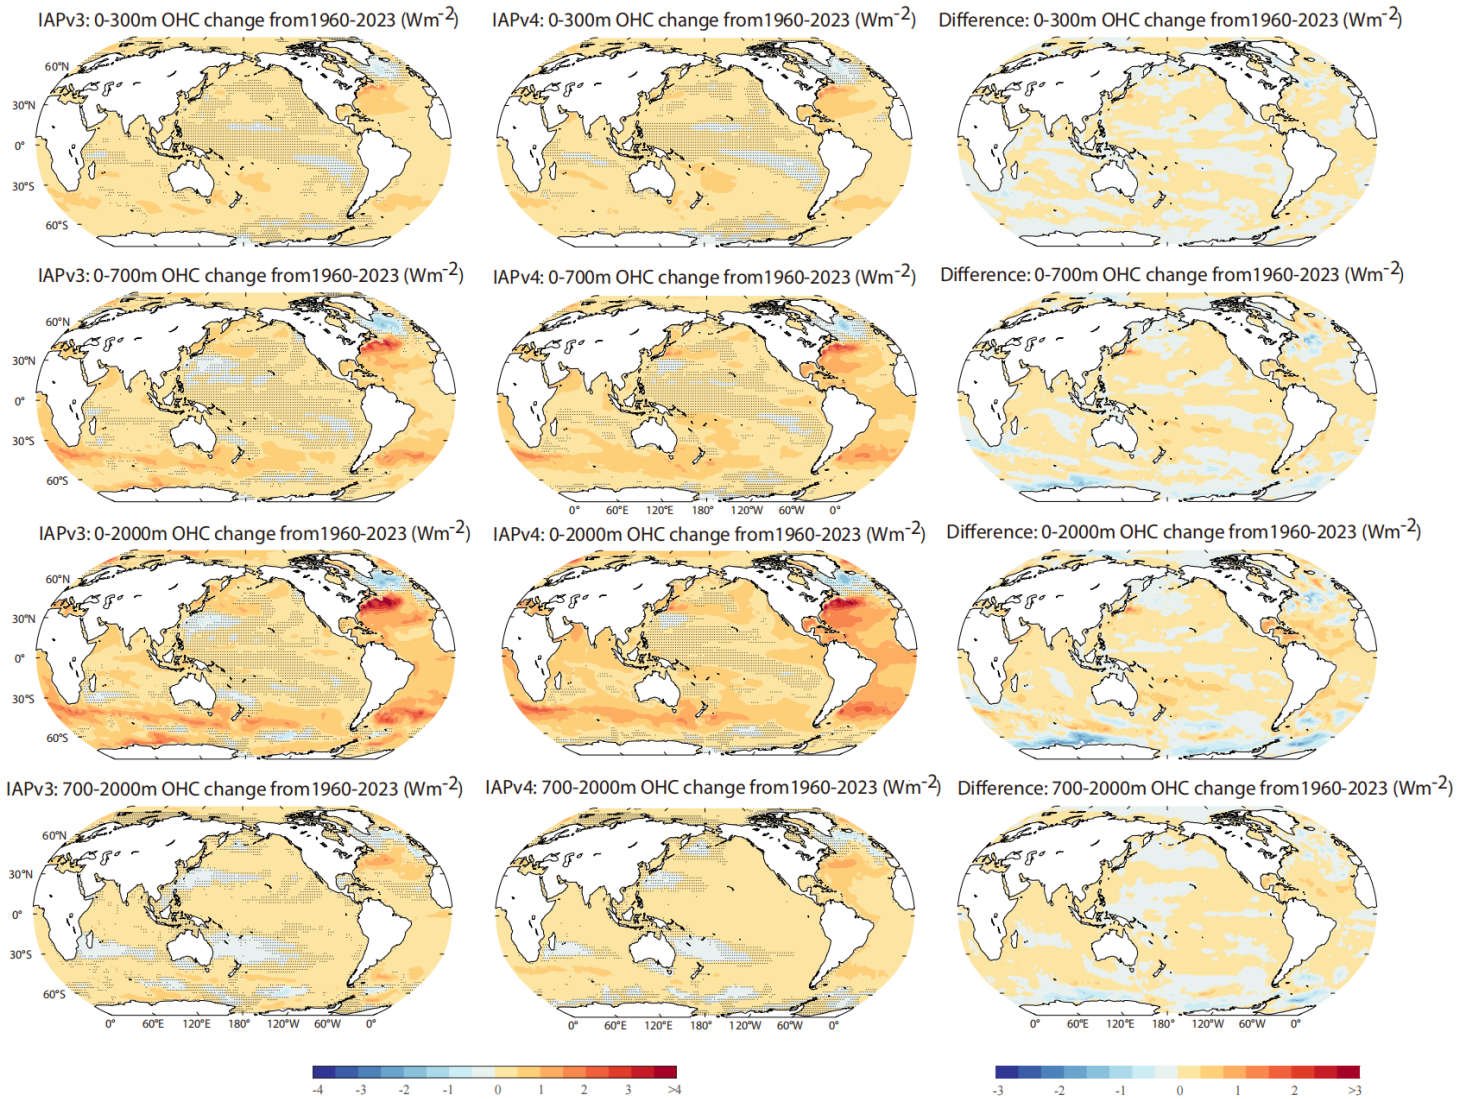 IAPv3: 0-300m OHC change from1960-2023 (Wm-2)
IAPv4: 0-300m OHC change from1960-2023 (Wm-2)
Difference: 0-300m OHC change from1960-2023 (Wm-2)
60°N
30°N
0°
30°S
60°S
IAPv3: 0-700m OHC change from1960-2023 (Wm-2)
IAPv4: 0-700m OHC change from1960-2023 (Wm-2)
Difference: 0-700m OHC change from1960-2023 (Wm-2)
60°N
30°N
0°
30°S
60°S
0° 60°E 120°E 180° 120°W 60°W 0°
IAPv3: 0-2000m OHC change from1960-2023 (Wm-2)
IAPv4: 0-2000m OHC change from1960-2023 (Wm-2)
Difference: 0-2000m OHC change from1960-2023 (Wm-2)
60°N
30°N
0°
30°S
60°S
IAPv3: 700-2000m OHC change from1960-2023 (Wm-2)
IAPv4: 700-2000m OHC change from1960-2023 (Wm-2)
Difference: 700-2000m OHC change from1960-2023 (Wm-2)
60°N
30°N
0°
30°S
60°S
0° 60°E 120°E 180° 120°W 60°W 0°
0° 60°E 120°E 180° 120°W 60°W 0°
0° 60°E 120°E 180° 120°W 60°W 0°
-4 -3 -2 -1 0 1 2 3 >4
-3 -2 -1 0 1 2 >3